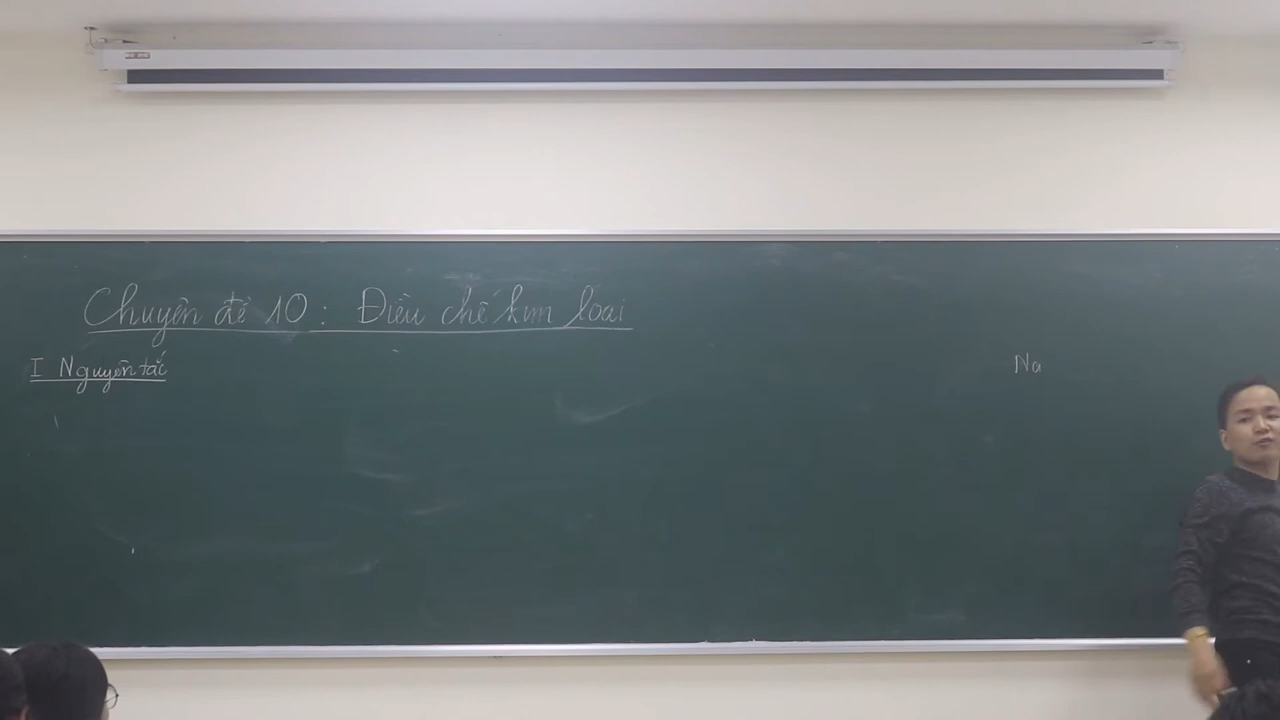 Chuyên đề 10 : Điều chế kim loại
I Nguyên tắc
Na